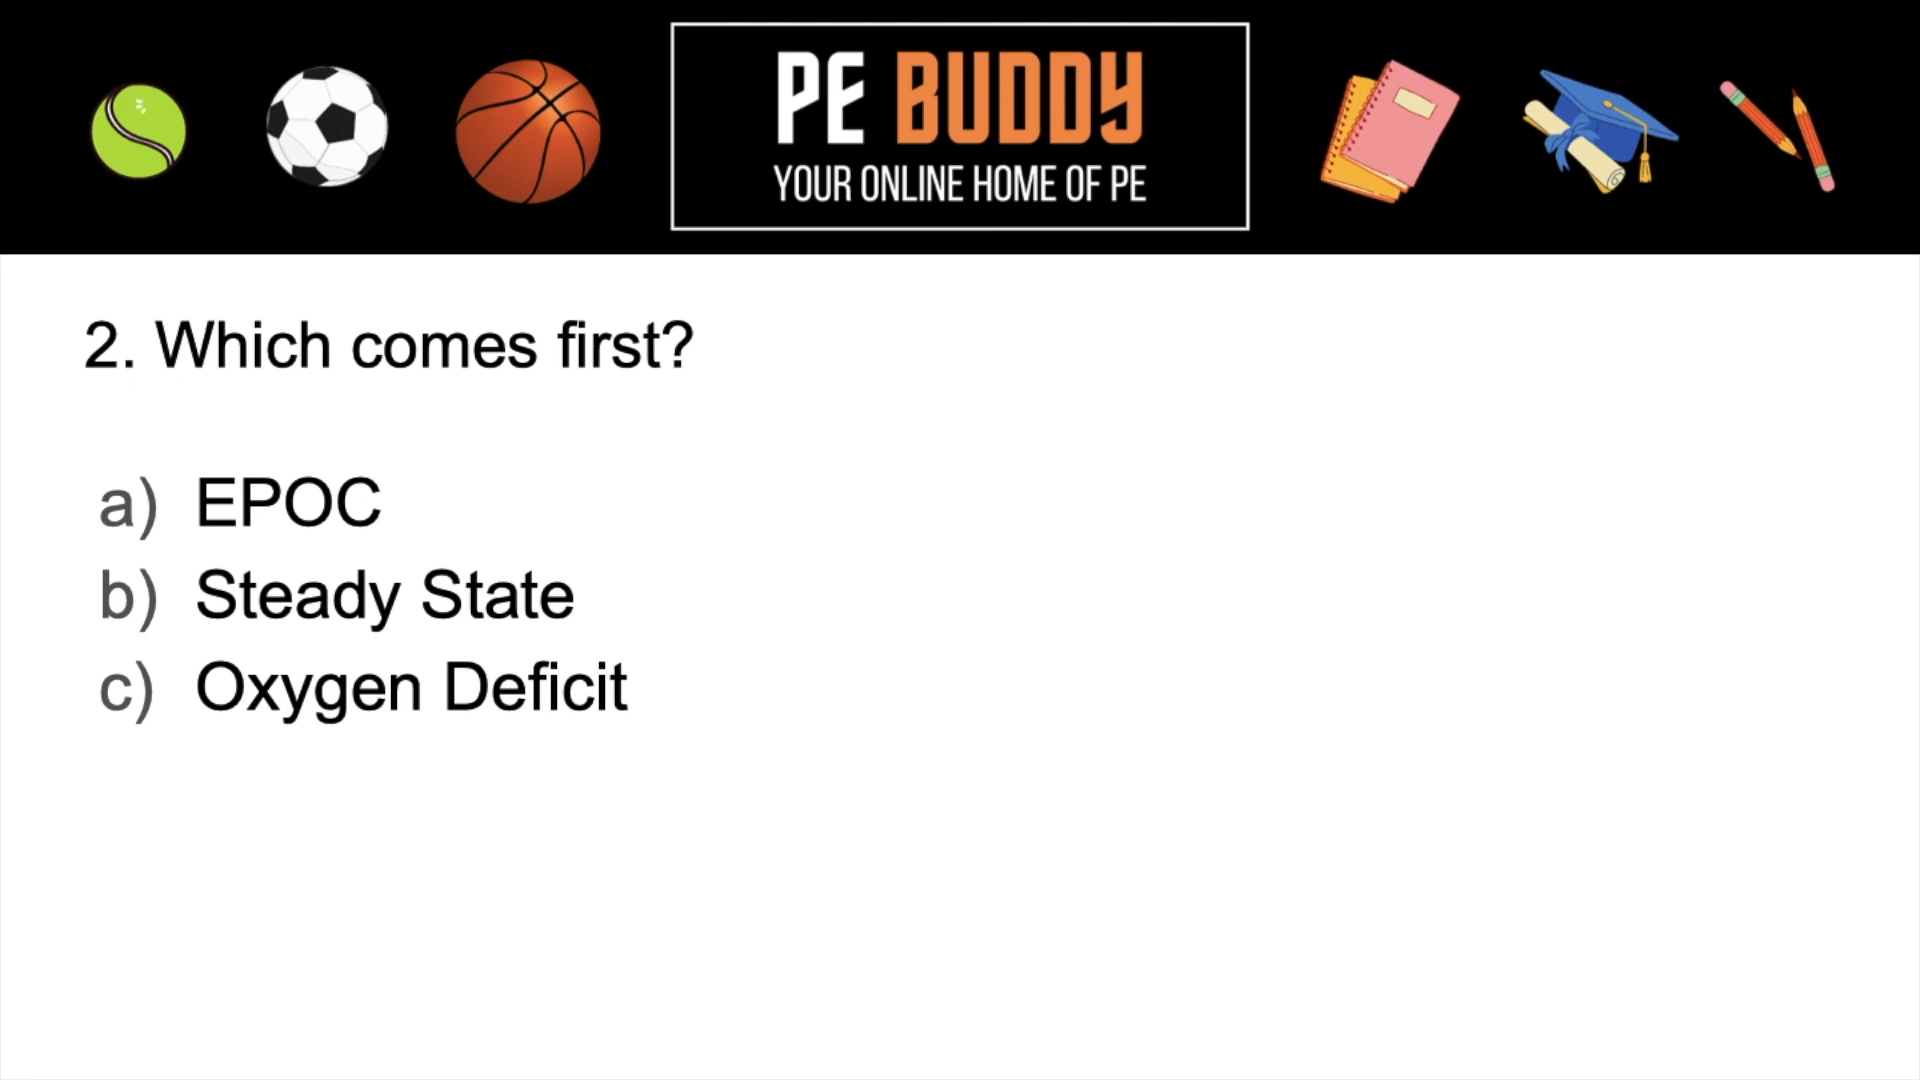 PE BUDDY
YOUR ONLINE HOME OF PE
2. Which comes first?
a) EPOC
b) Steady State
c) Oxygen Deficit